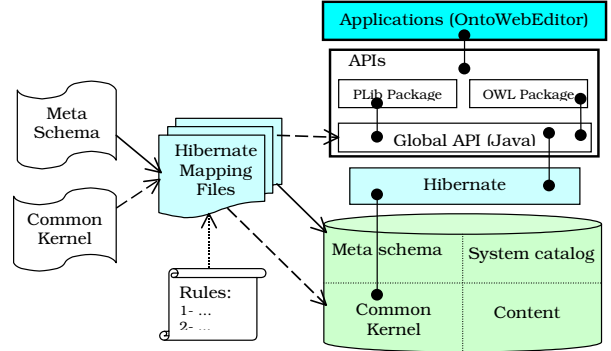 Applications (OntoWebEditor)
APIs
PLib Package
OWL Package
Global API (Java)
Meta
Schema
Hibernate
Mapping
Files
Common
Kernel
Rules:
1- ...
2- ...
Hibernate
Meta schema
System catalog
Common
Kernel
Content